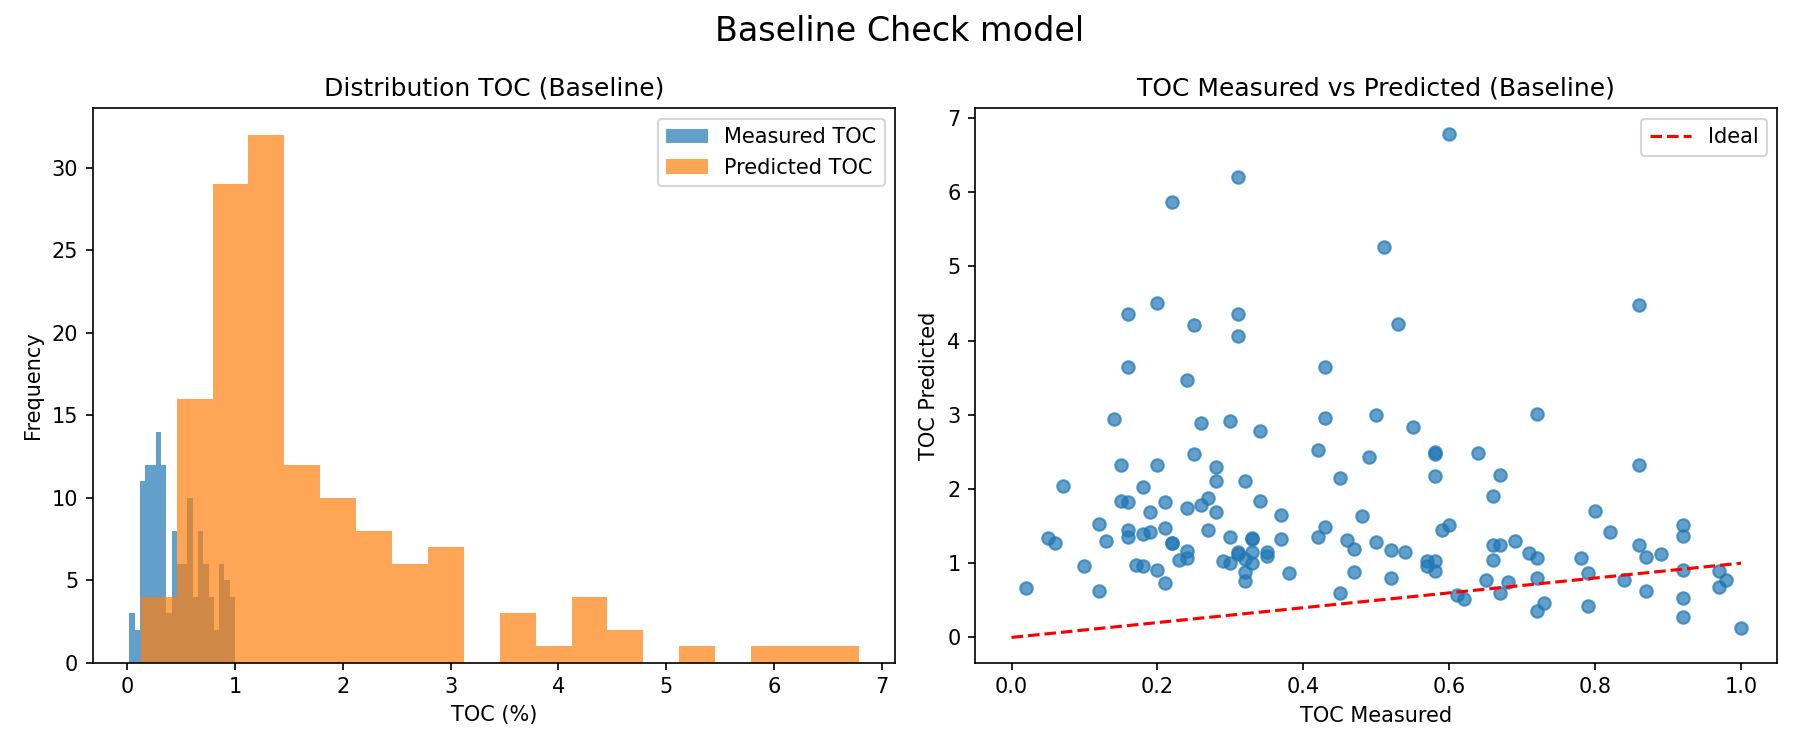 Baseline Check model
Distribution TOC (Baseline)
Measured TOC
Predicted TOC
Frequency
30
25
20
15
10
5
0
0 1 2 3 4 5 6 7
TOC (%)
TOC Measured vs Predicted (Baseline)
Ideal
TOC Predicted
7
6
5
4
3
2
1
0
0.0 0.2 0.4 0.6 0.8 1.0
TOC Measured